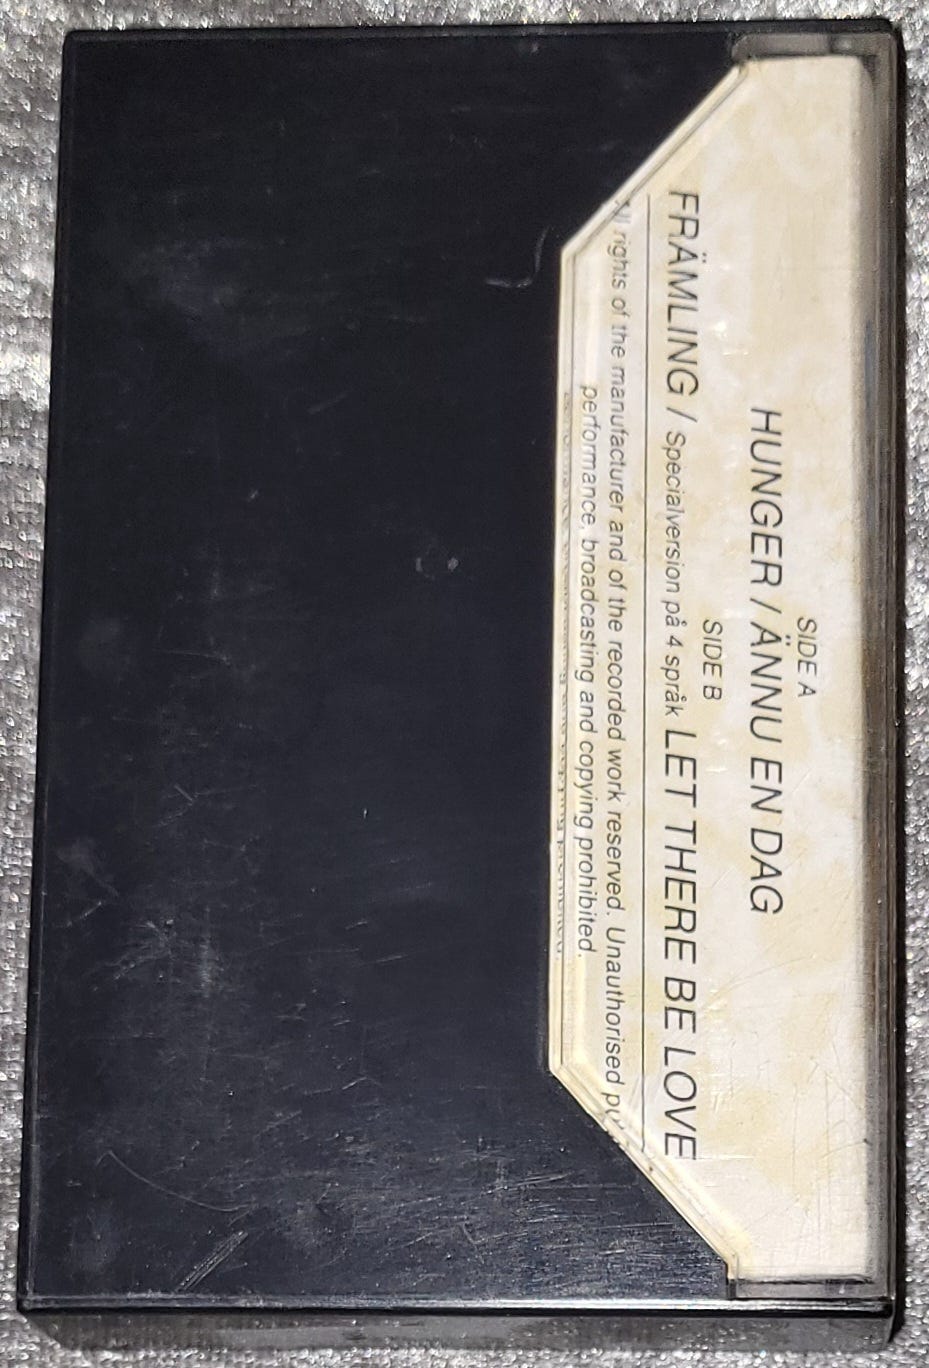 SIDE A
HUNGER / ÄNNU EN DAG
SIDE B
FRÄMLING / Specialversion på 4 språk LET THERE BE LOVE
All rights of the manufacturer and of the recorded work reserved. Unauthorised
performance, broadcasting and copying prohibited.